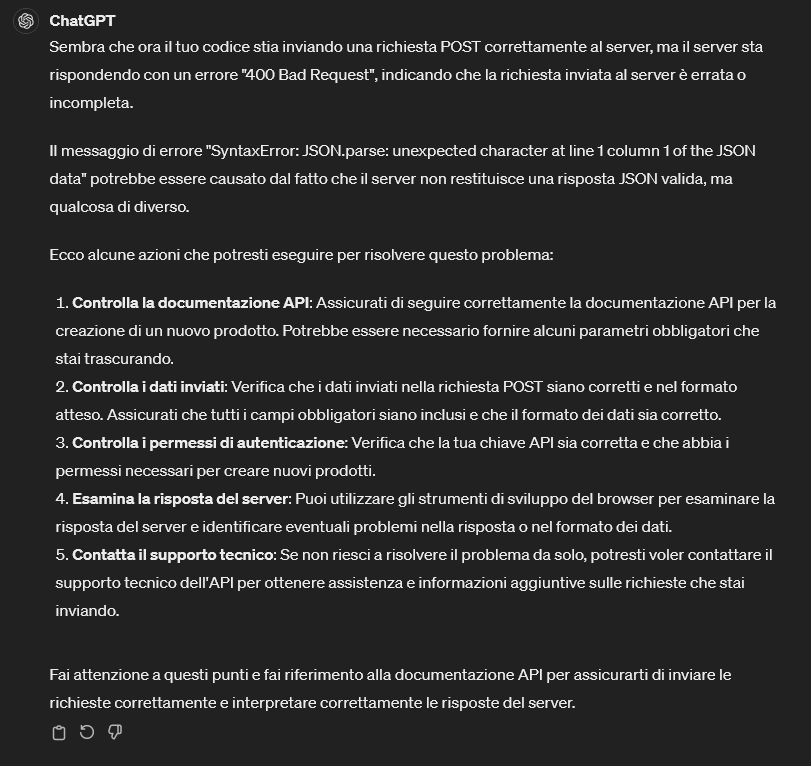 ChatGPT
Sembra che ora il tuo codice stia inviando una richiesta POST correttamente al server, ma il server sta
rispondendo con un errore "400 Bad Request", indicando che la richiesta inviata al server è errata o
incompleta.
Il messaggio di errore "SyntaxError: JSON.parse: unexpected character at line 1 column 1 of the JSON
data" potrebbe essere causato dal fatto che il server non restituisce una risposta JSON valida, ma
qualcosa di diverso.
Ecco alcune azioni che potresti eseguire per risolvere questo problema:
1. Controlla la documentazione API: Assicurati di seguire correttamente la documentazione API per la
creazione di un nuovo prodotto. Potrebbe essere necessario fornire alcuni parametri obbligatori che
stai trascurando.
2. Controlla i dati inviati: Verifica che i dati inviati nella richiesta POST siano corretti e nel formato
atteso. Assicurati che tutti i campi obbligatori siano inclusi e che il formato dei dati sia corretto.
3. Controlla i permessi di autenticazione: Verifica che la tua chiave API sia corretta e che abbia i
permessi necessari per creare nuovi prodotti.
4. Esamina la risposta del server: Puoi utilizzare gli strumenti di sviluppo del browser per esaminare la
risposta del server e identificare eventuali problemi nella risposta o nel formato dei dati.
5. Contatta il supporto tecnico: Se non riesci a risolvere il problema da solo, potresti voler contattare il
supporto tecnico dell'API per ottenere assistenza e informazioni aggiuntive sulle richieste che stai
inviando.
Fai attenzione a questi punti e fai riferimento alla documentazione API per assicurarti di inviare le
richieste correttamente e interpretare correttamente le risposte del server.